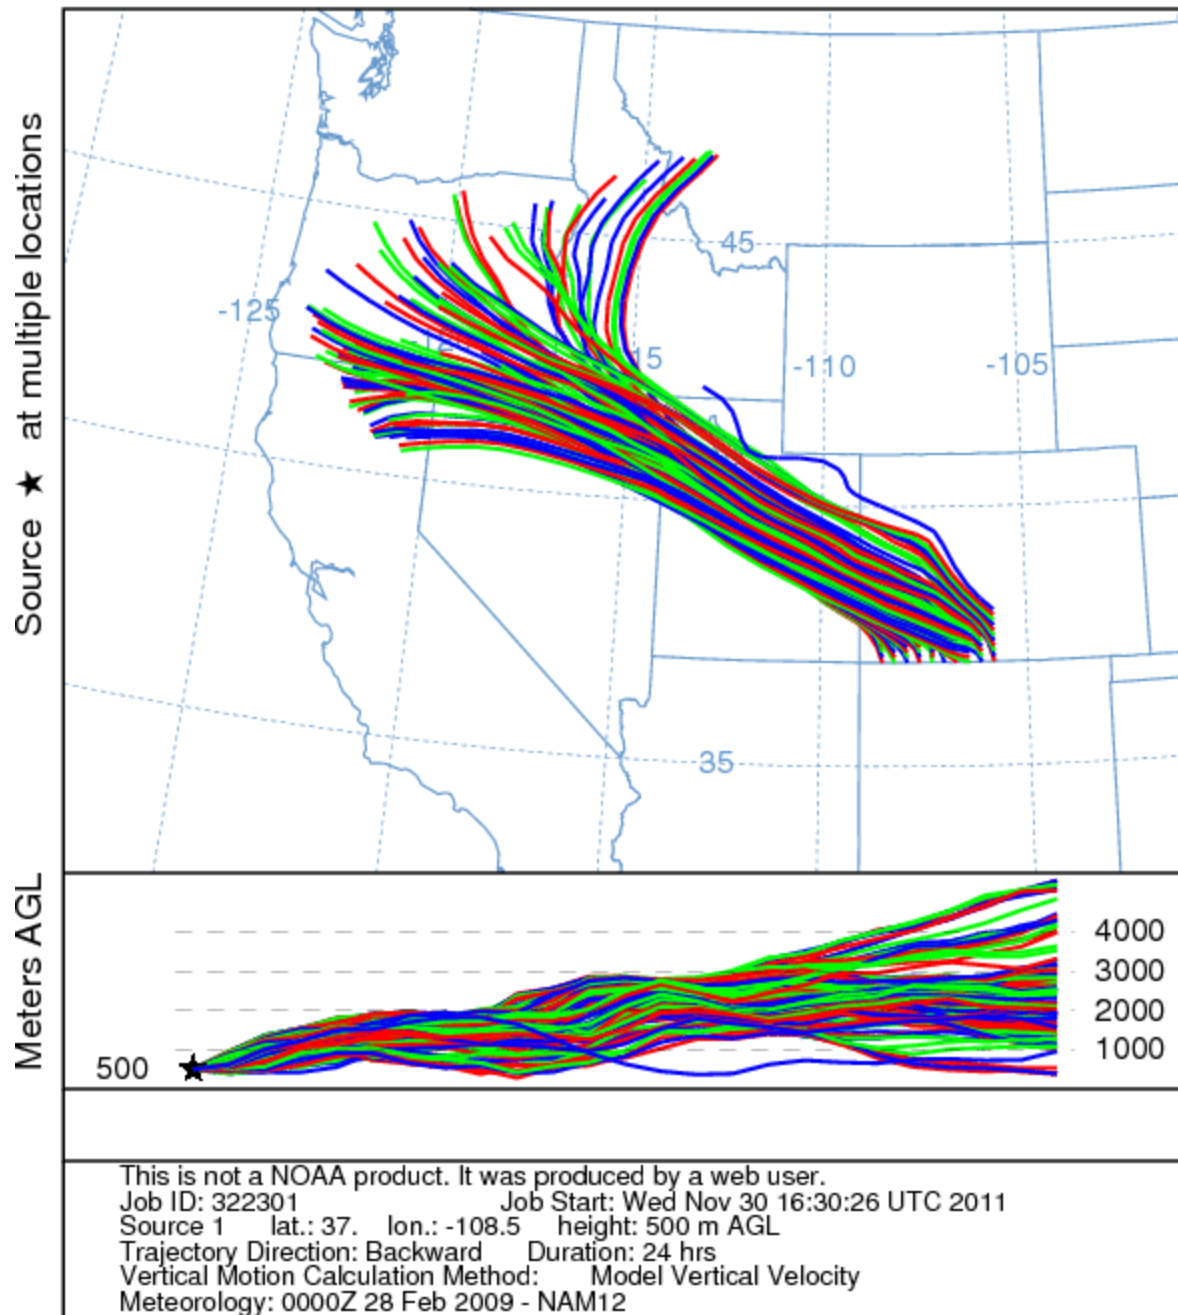 Source ★ at multiple locations
45
-125
15
-110
-105
35
Meters AGL
4000
3000
2000
1000
500
This is not a NOAA product. It was produced by a web user.
Job ID: 322301 Job Start: Wed Nov 30 16:30:26 UTC 2011
Source 1 lat.: 37. lon.: -108.5 height: 500 m AGL
Trajectory Direction: Backward Duration: 24 hrs
Vertical Motion Calculation Method: Model Vertical Velocity
Meteorology: 0000Z 28 Feb 2009 - NAM12